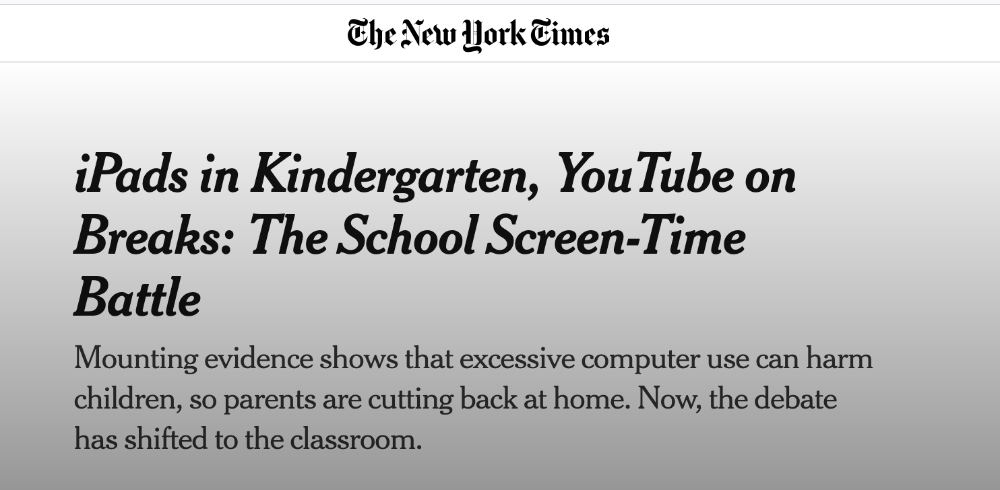 The New York Times
iPads in Kindergarten, YouTube on
Breaks: The School Screen-Time
Battle
Mounting evidence shows that excessive computer use can harm
children, so parents are cutting back at home. Now, the debate
has shifted to the classroom.